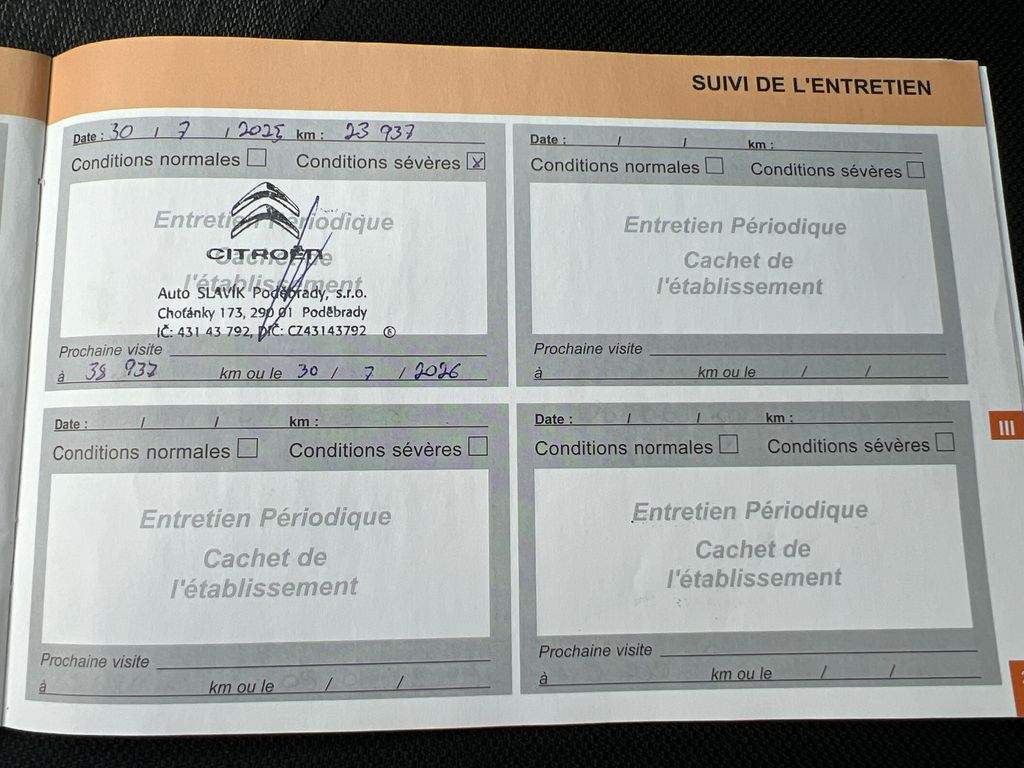 SUIVI DE L'ENTRETIEN
Date : 30 / 7 / 2025 km : 23 937
Conditions normales Conditions sévères x
Entretien Périodique
Cachet de
l'établissement
CITROËN
Auto SLAVÍK Poděbrady, s.r.o.
Choťánky 173, 290 01 Poděbrady
IČ: 431 43 792, DIČ: CZ43143792 ⑧
Prochaine visite
à 38 937 km ou le 30 / 7 / 2026
Date : / / km :
Conditions normales Conditions sévères
Entretien Périodique
Cachet de
l'établissement
Prochaine visite
à km ou le / /
Date : / / km :
Conditions normales Conditions sévères
Entretien Périodique
Cachet de
l'établissement
Prochaine visite
à km ou le / /
Date : / / km :
Conditions normales Conditions sévères
Entretien Périodique
Cachet de
l'établissement
Prochaine visite
à km ou le / /
III